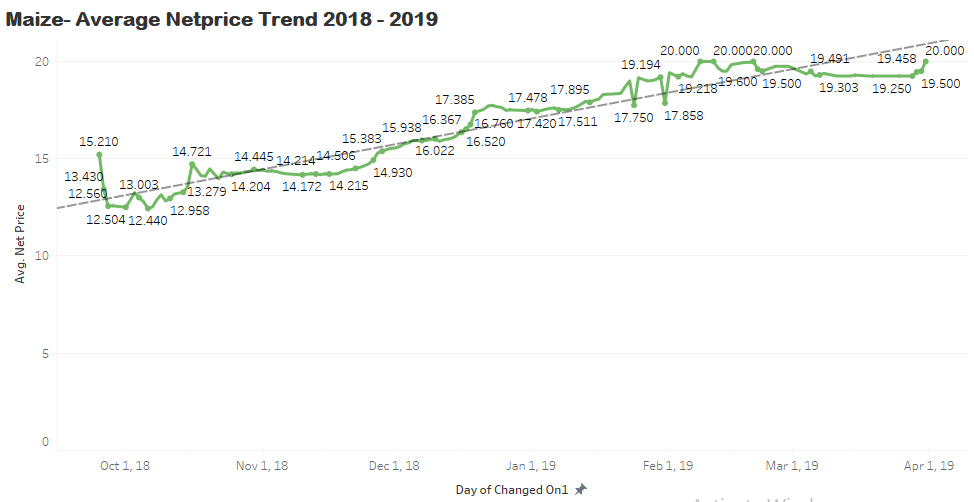 Maize- Average Netprice Trend 2018 - 2019
20.000 20.000 20.000 20.000
20 19.491 19.458
19.194 19.218 19.600 19.500 19.303 19.250 19.500
17.385 17.478 17.895
17.750 17.858
16.367 16.760 17.420 17.511
15.938 16.520
15.210 15.383 16.022
15 14.721 14.445 14.214 14.506 14.930
13.430 13.003 14.204 14.172 14.215
12.560 13.279
12.504 12.440 12.958
Avg. Net Price
10
5
0
Oct 1, 18 Nov 1, 18 Dec 1, 18 Jan 1, 19 Feb 1, 19 Mar 1, 19 Apr 1, 19
Day of Changed On1